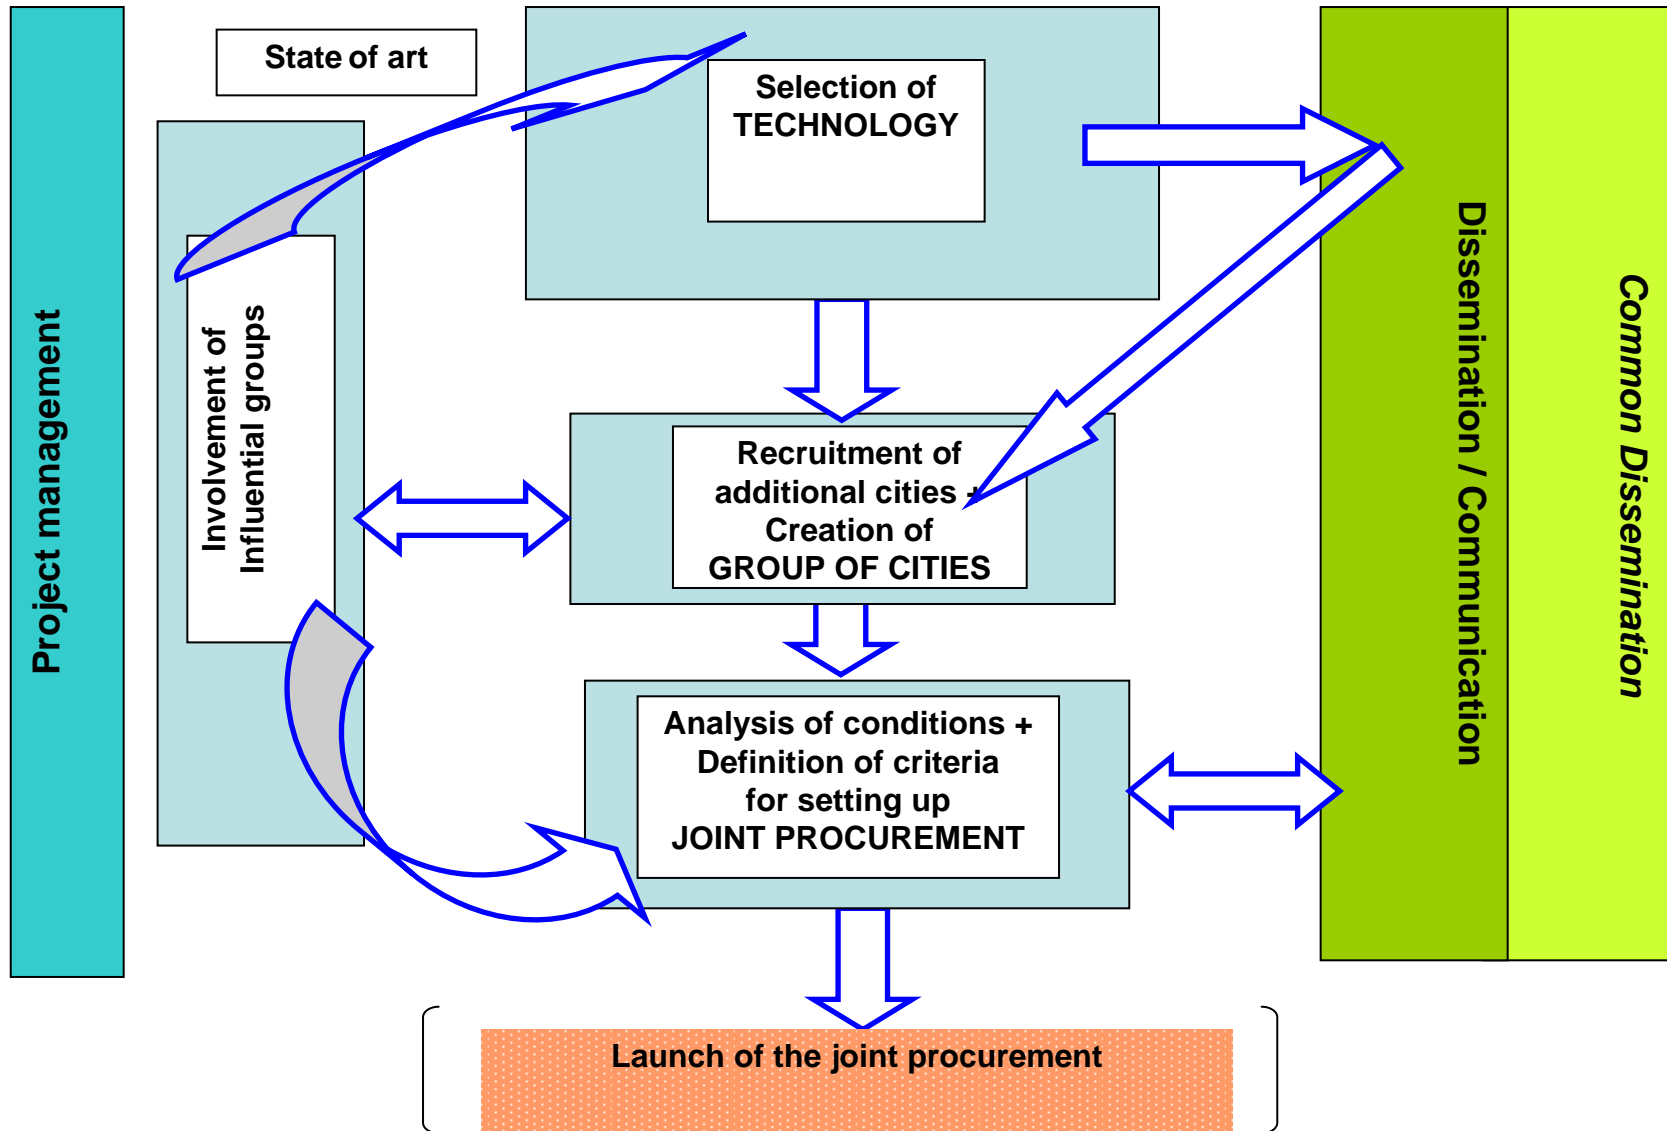 State of art
Selection of
TECHNOLOGY
Project management
Involvement of
Influential groups
Recruitment of
additional cities +
Creation of
GROUP OF CITIES
Analysis of conditions +
Definition of criteria
for setting up
JOINT PROCUREMENT
Dissemination / Communication
Common Dissemination
Launch of the joint procurement